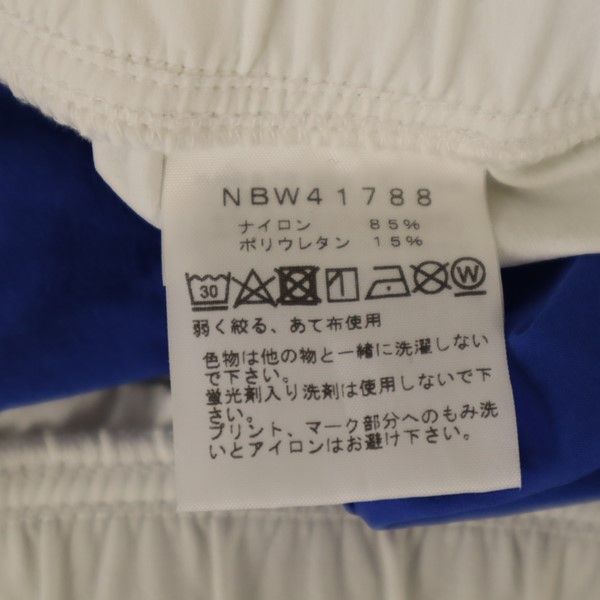 NBW41788
ナイロン 85%
ポリウレタン 15%
30 W
弱く絞る、あて布使用
色物は他の物と一緒に洗濯しない
で下さい。
蛍光剤入り洗剤は使用しないで下
さい。
プリント、マーク部分へのもみ洗
いとアイロンはお避け下さい。